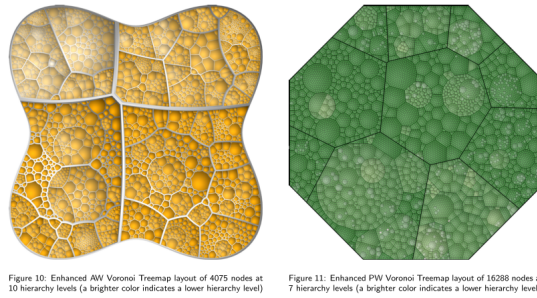 Figure 10: Enhanced AW Voronoi Treemap layout of 4075 nodes at
10 hierarchy levels (a brighter color indicates a lower hierarchy level)
Figure 11: Enhanced PW Voronoi Treemap layout of 16288 nodes a
7 hierarchy levels (a brighter color indicates a lower hierarchy level